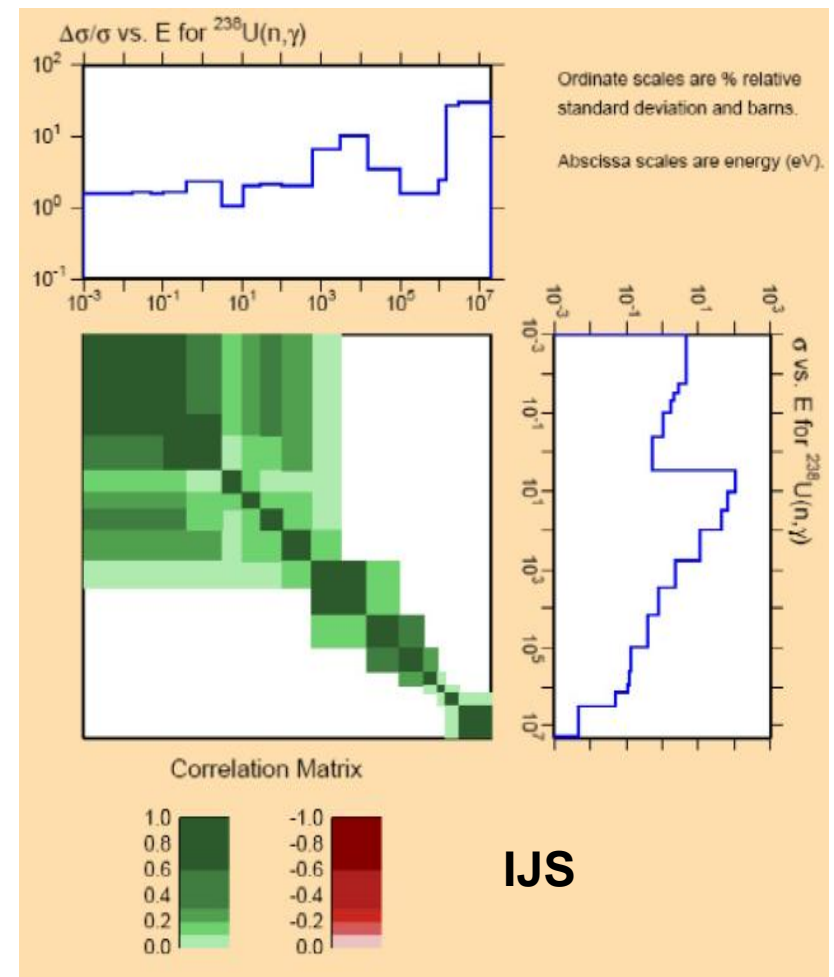 Δσ/σ vs. E for ²³⁸U(n,γ)
10²
10¹
10⁰
10⁻¹
10⁻³ 10⁻¹ 10¹ 10³ 10⁵ 10⁷
Ordinate scales are % relative
standard deviation and barns.
Abscissa scales are energy (eV).
10⁻³ 10⁻¹ 10¹ 10³
10⁻³
10⁻¹
10¹
10³
10⁵
10⁷
σ vs. E for ²³⁸U(n,γ)
Correlation Matrix
1.0
0.8
0.6
0.4
0.2
0.0
-1.0
-0.8
-0.6
-0.4
-0.2
0.0
IJS